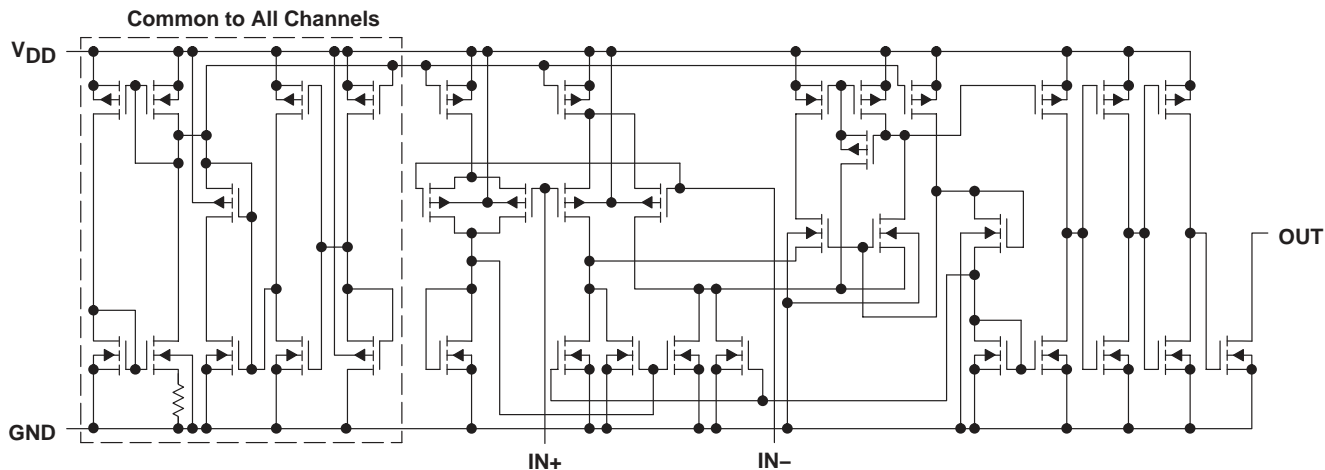 Common to All Channels
VDD
OUT
GND
IN+
IN−